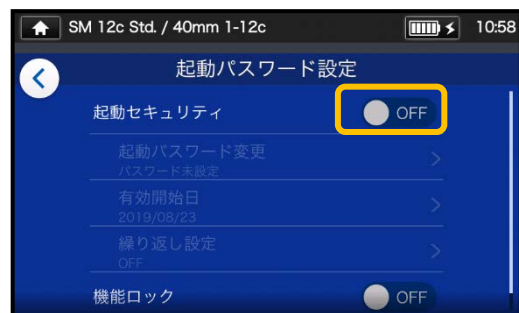 SM 12c Std. / 40mm 1-12c 10:58
起動パスワード設定
起動セキュリティ OFF
起動パスワード変更
パスワード未設定
有効開始日
2019/08/23
繰り返し設定
OFF
機能ロック OFF